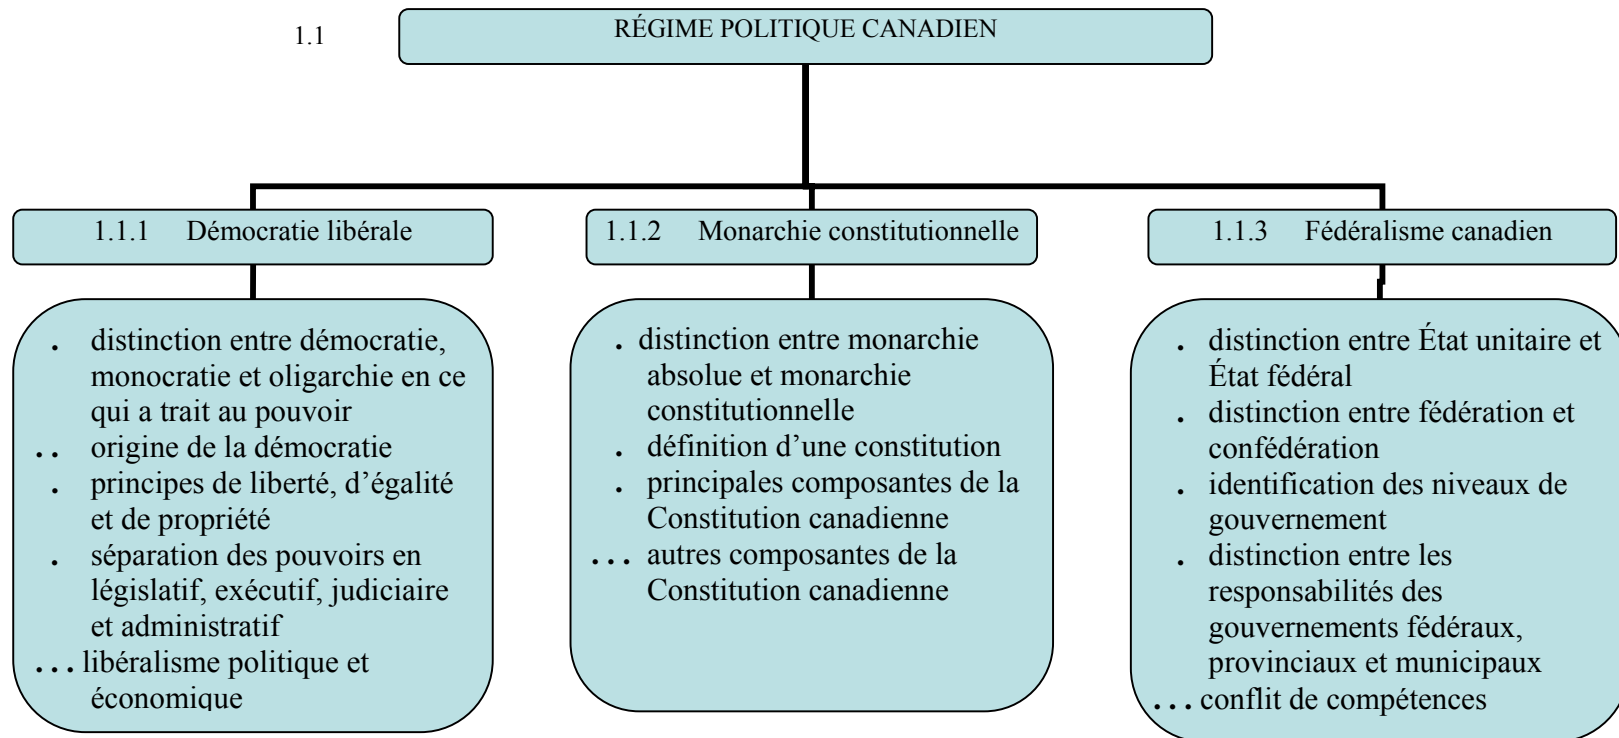 1.1 RÉGIME POLITIQUE CANADIEN
1.1.1 Démocratie libérale
. distinction entre démocratie,
monocratie et oligarchie en ce
qui a trait au pouvoir
.. origine de la démocratie
. principes de liberté, d’égalité
et de propriété
. séparation des pouvoirs en
législatif, exécutif, judiciaire
et administratif
... libéralisme politique et
économique
1.1.2 Monarchie constitutionnelle
. distinction entre monarchie
absolue et monarchie
constitutionnelle
. définition d’une constitution
. principales composantes de la
Constitution canadienne
... autres composantes de la
Constitution canadienne
1.1.3 Fédéralisme canadien
. distinction entre État unitaire et
État fédéral
. distinction entre fédération et
confédération
. identification des niveaux de
gouvernement
. distinction entre les
responsabilités des
gouvernements fédéraux,
provinciaux et municipaux
... conflit de compétences